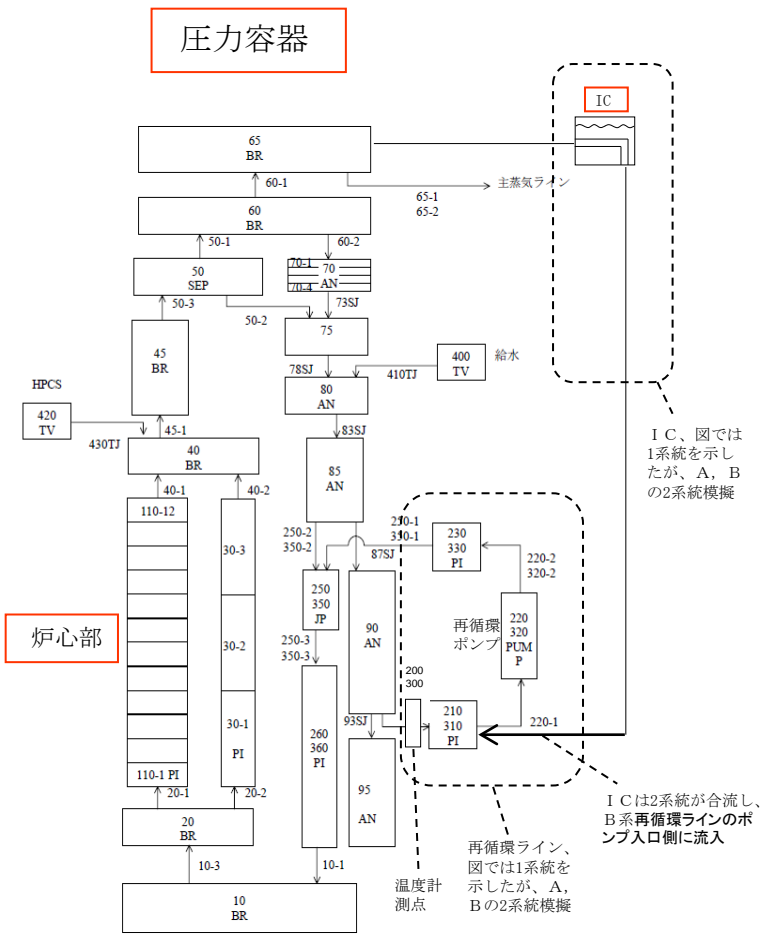 圧力容器
IC
65
BR
60-1
主蒸気ライン
65-1
65-2
60
BR
50-1
60-2
50
SEP
70-1
70
AN
70-4
50-3
50-2
73SJ
75
45
BR
78SJ
410TJ
400
TV
給水
80
AN
HPCS
420
TV
430TJ
45-1
83SJ
40
BR
85
AN
ＩＣ、図では
1系統を示し
たが、Ａ，Ｂ
の2系統模擬
40-1
40-2
110-12
30-3
30-2
30-1
PI
110-1 PI
炉心部
250-2
350-2
250-1
350-1
87SJ
230
330
PI
220-2
320-2
250
350
JP
90
AN
再循環
ポンプ
220
320
PUM
P
250-3
350-3
200
300
260
360
PI
93SJ
210
310
PI
220-1
95
AN
20-1
20-2
20
BR
10-3
10-1
10
BR
温度計
測点
再循環ライン、
図では1系統を
示したが、Ａ，
Ｂの2系統模擬
ＩＣは2系統が合流し、
Ｂ系再循環ラインのポ
ンプ入口側に流入